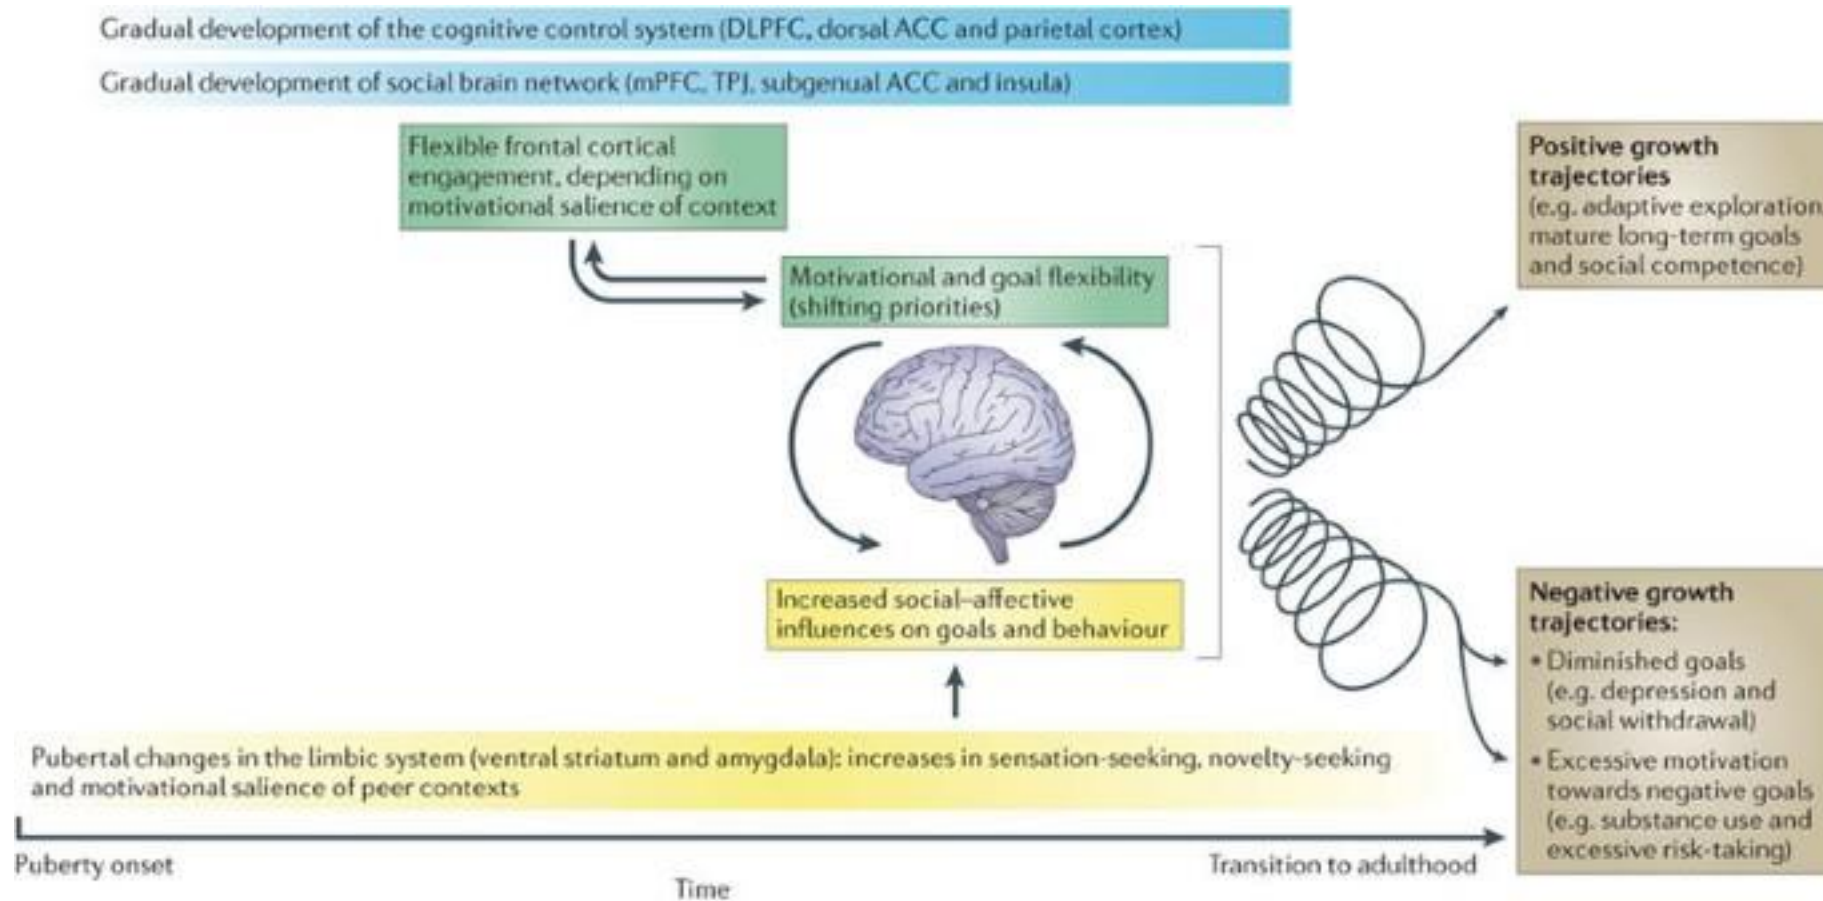 Gradual development of the cognitive control system (DLPFC, dorsal ACC and parietal cortex)
Gradual development of social brain network (mPFC, TPJ, subgenual ACC and insula)
Flexible frontal cortical
engagement, depending on
motivational salience of context
Motivational and goal flexibility
(shifting priorities)
Increased social–affective
influences on goals and behaviour
Pubertal changes in the limbic system (ventral striatum and amygdala): increases in sensation-seeking, novelty-seeking
and motivational salience of peer contexts
Puberty onset
Time
Transition to adulthood
Positive growth
trajectories
(e.g. adaptive exploration,
mature long-term goals
and social competence)
Negative growth
trajectories:
• Diminished goals
(e.g. depression and
social withdrawal)
• Excessive motivation
towards negative goals
(e.g. substance use and
excessive risk-taking)